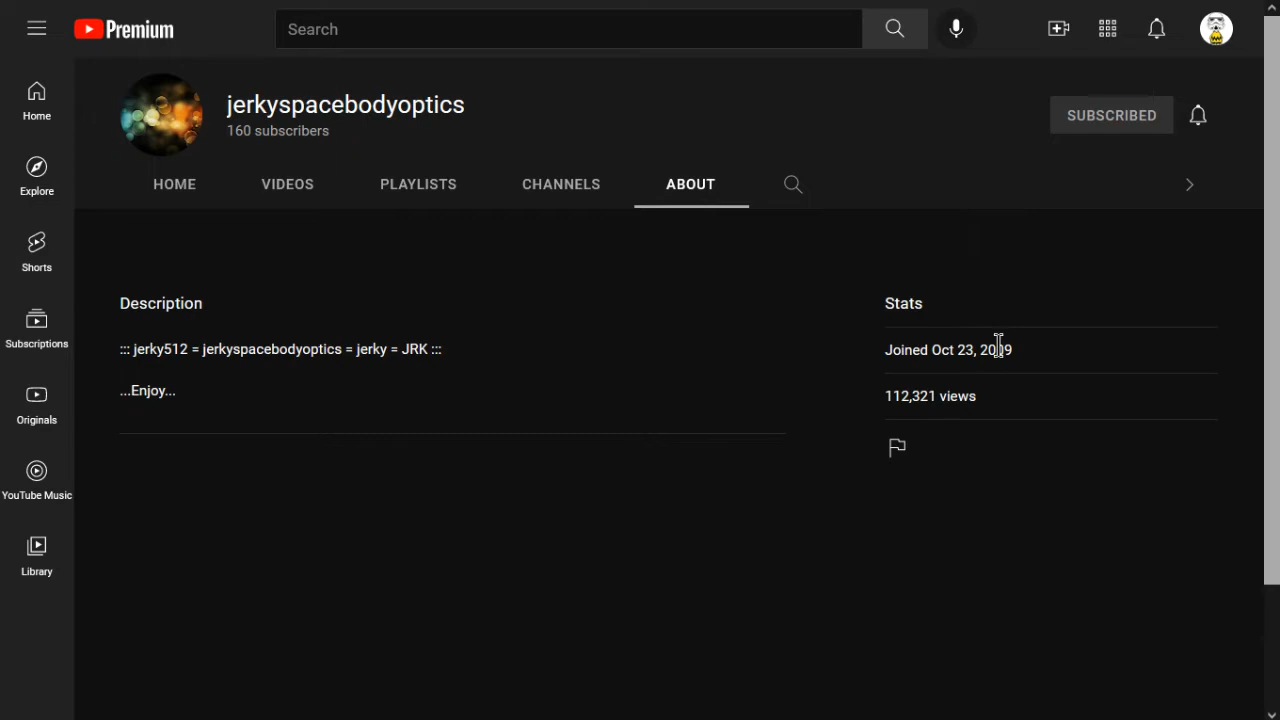 Premium
Search
jerkyspacebodyoptics
160 subscribers
SUBSCRIBED
HOME VIDEOS PLAYLISTS CHANNELS ABOUT
Home
Explore
Shorts
Subscriptions
Originals
YouTube Music
Library
Description
::: jerky512 = jerkyspacebodyoptics = jerky = JRK :::
...Enjoy...
Stats
Joined Oct 23, 2009
112,321 views